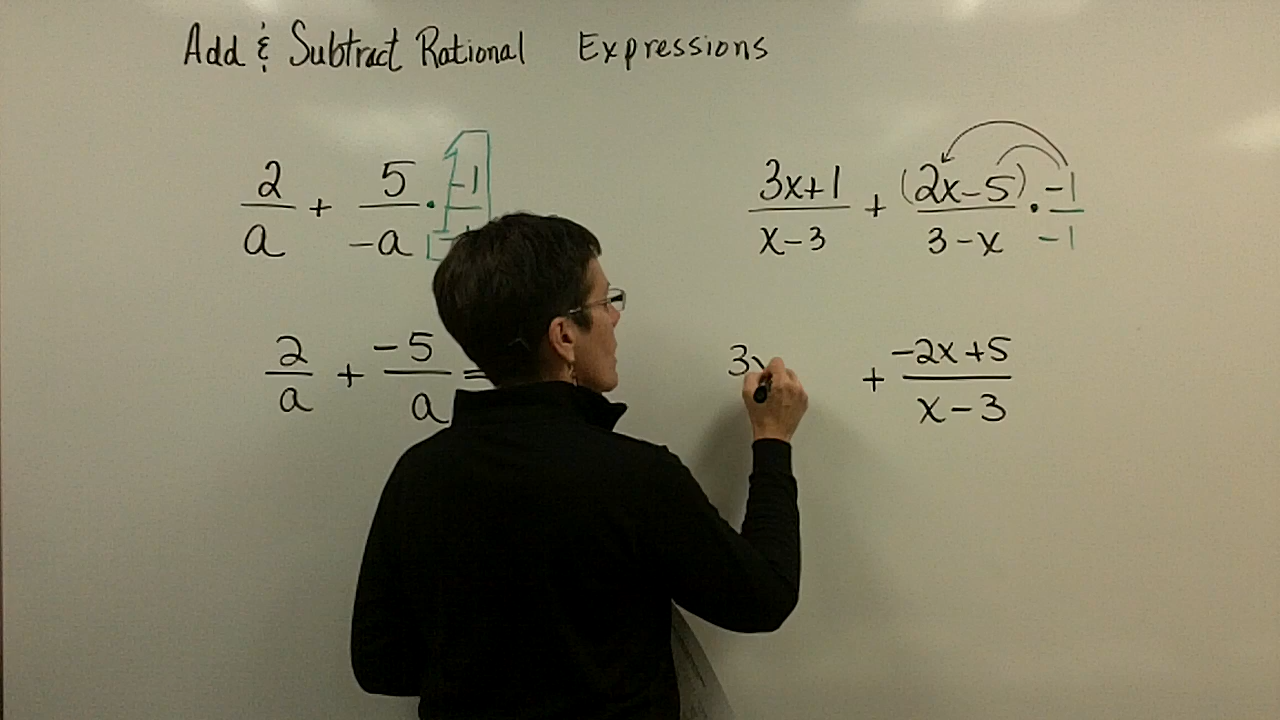 Add & Subtract Rational Expressions
2/a + 5/-a · -1
3x+1/x-3 + (2x-5)/3-x · -1/-1
2/a + -5/a =
3x + -2x+5/x-3